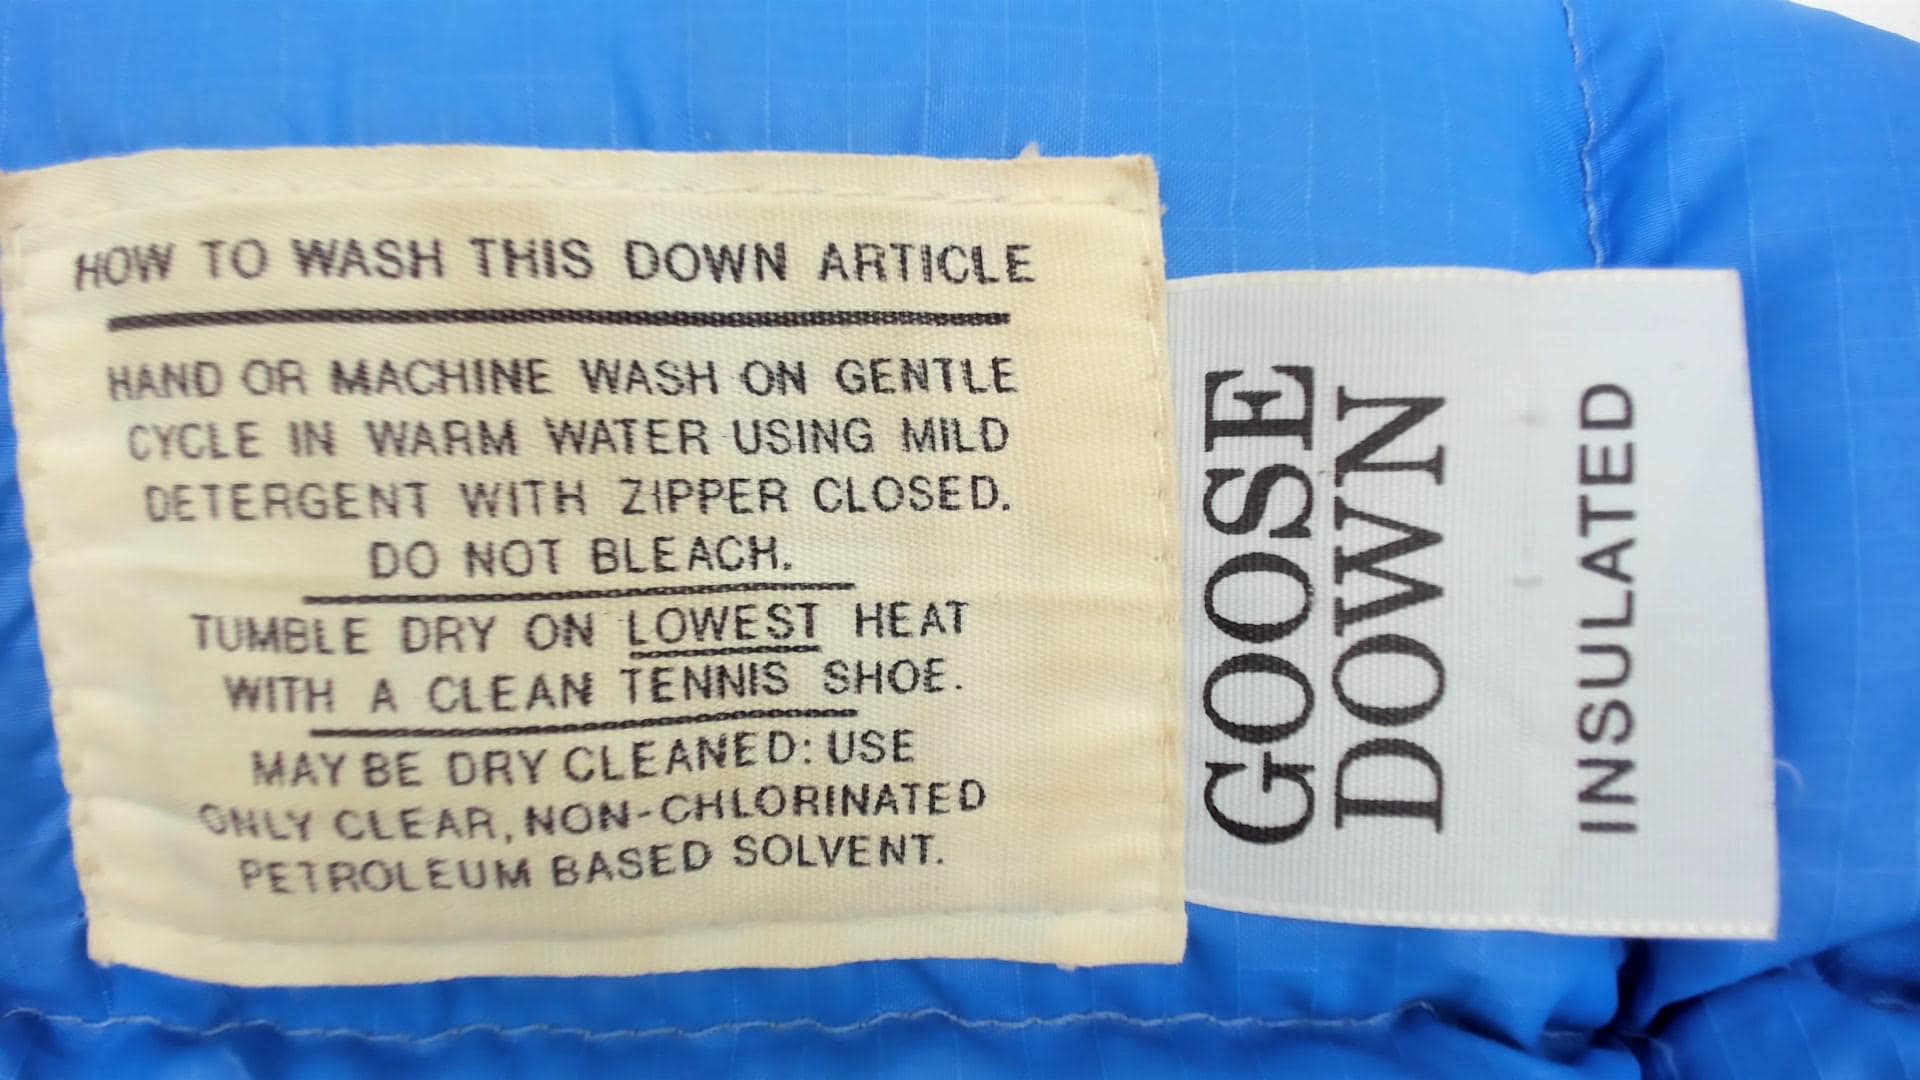 HOW TO WASH THIS DOWN ARTICLE
HAND OR MACHINE WASH ON GENTLE
CYCLE IN WARM WATER USING MILD
DETERGENT WITH ZIPPER CLOSED.
DO NOT BLEACH.
TUMBLE DRY ON LOWEST HEAT
WITH A CLEAN TENNIS SHOE.
MAY BE DRY CLEANED: USE
ONLY CLEAR, NON-CHLORINATED
PETROLEUM BASED SOLVENT.
GOOSE
DOWN
INSULATED